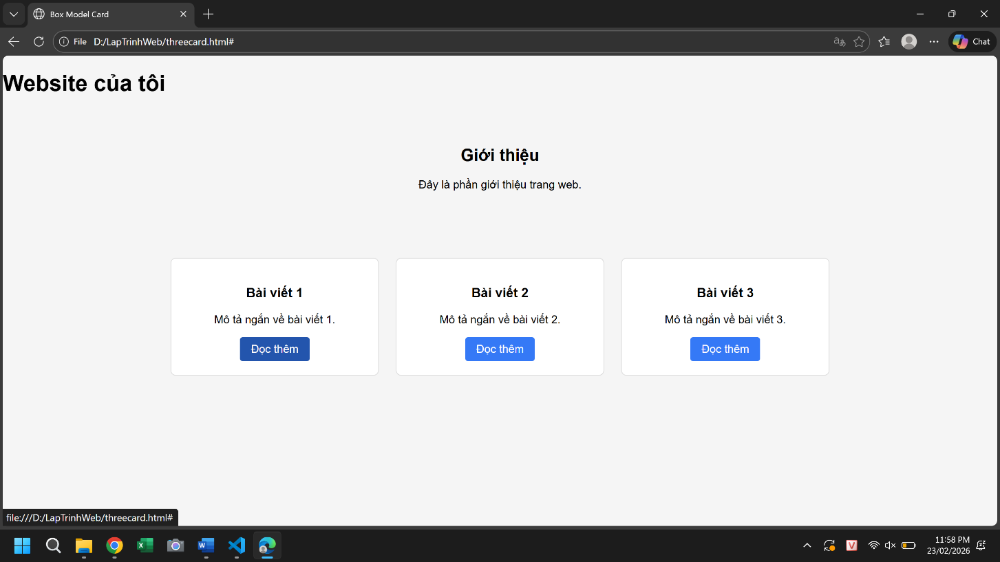 Box Model Card
File D:/LapTrinhWeb/threecard.html#
Chat
Website của tôi
Giới thiệu
Đây là phần giới thiệu trang web.
Bài viết 1
Mô tả ngắn về bài viết 1.
Đọc thêm
Bài viết 2
Mô tả ngắn về bài viết 2.
Đọc thêm
Bài viết 3
Mô tả ngắn về bài viết 3.
Đọc thêm
file:///D:/LapTrinhWeb/threecard.html#
11:58 PM
23/02/2026